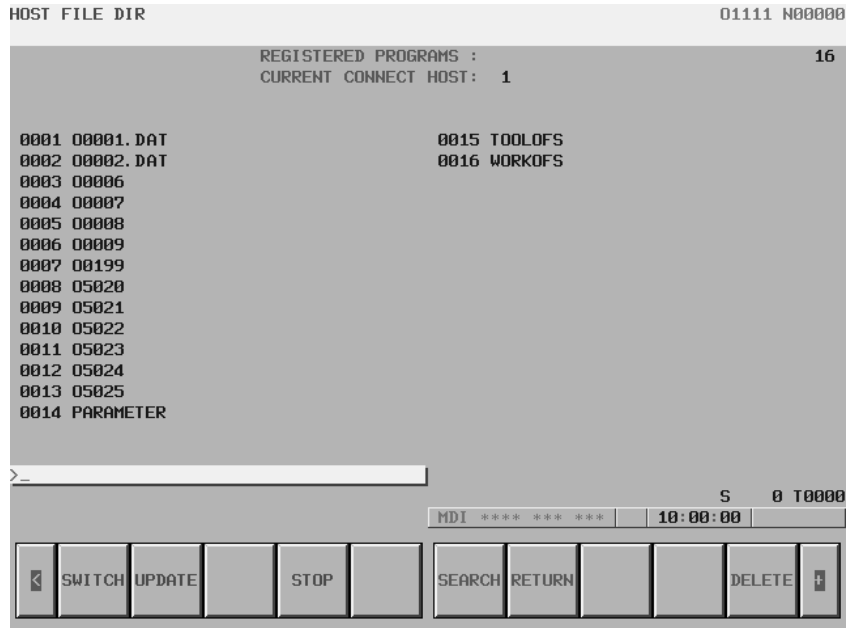 HOST FILE DIR O1111 N00000
REGISTERED PROGRAMS : 16
CURRENT CONNECT HOST: 1
0001 O0001.DAT 0015 TOOLOFS
0002 O0002.DAT 0016 WORKOFS
0003 O0006
0004 O0007
0005 O0008
0006 O0009
0007 O0199
0008 O5020
0009 O5021
0010 O5022
0011 O5023
0012 O5024
0013 O5025
0014 PARAMETER
>_
S 0 T0000
MDI **** *** *** 10:00:00
< SWITCH UPDATE STOP SEARCH RETURN DELETE +